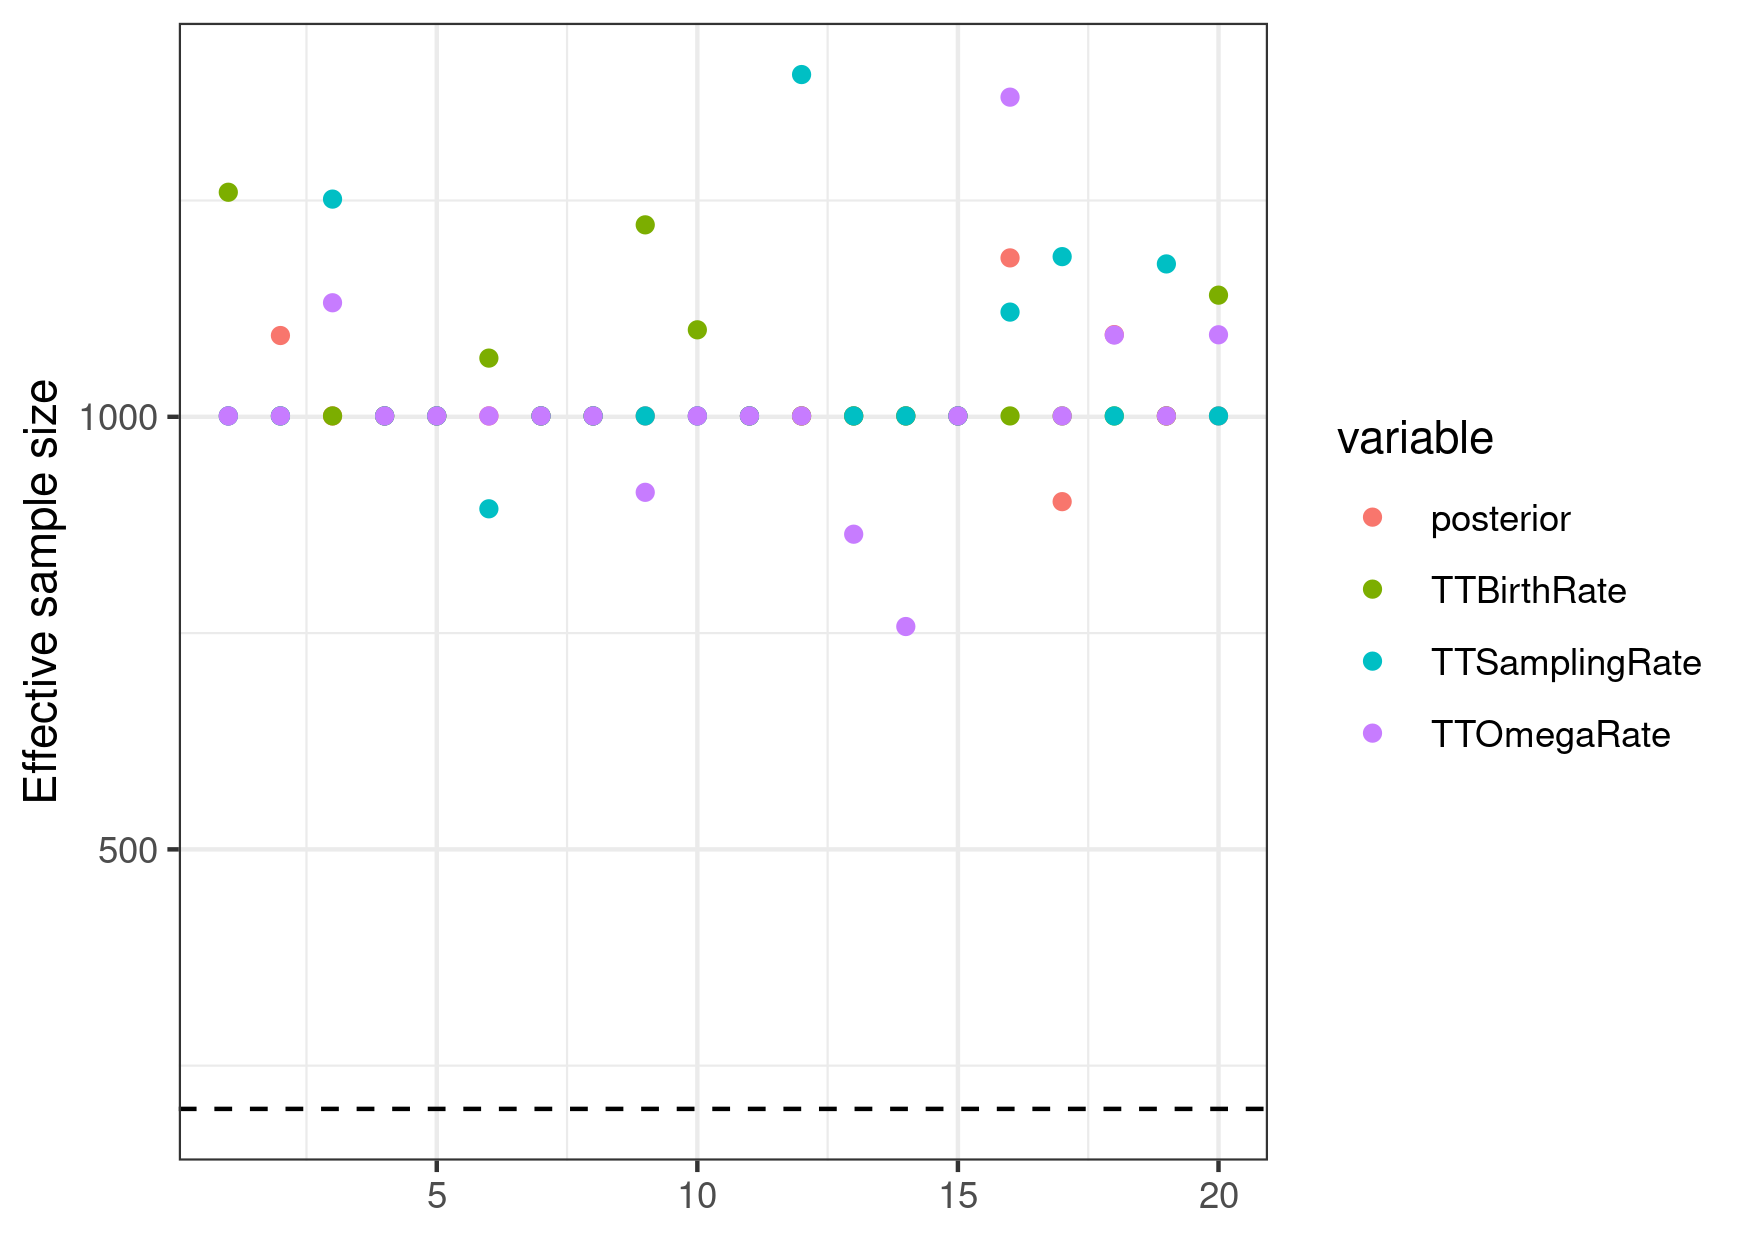 Effective sample size
1000
500
5
10
15
20
variable
posterior
TTBirthRate
TTSamplingRate
TTOmegaRate